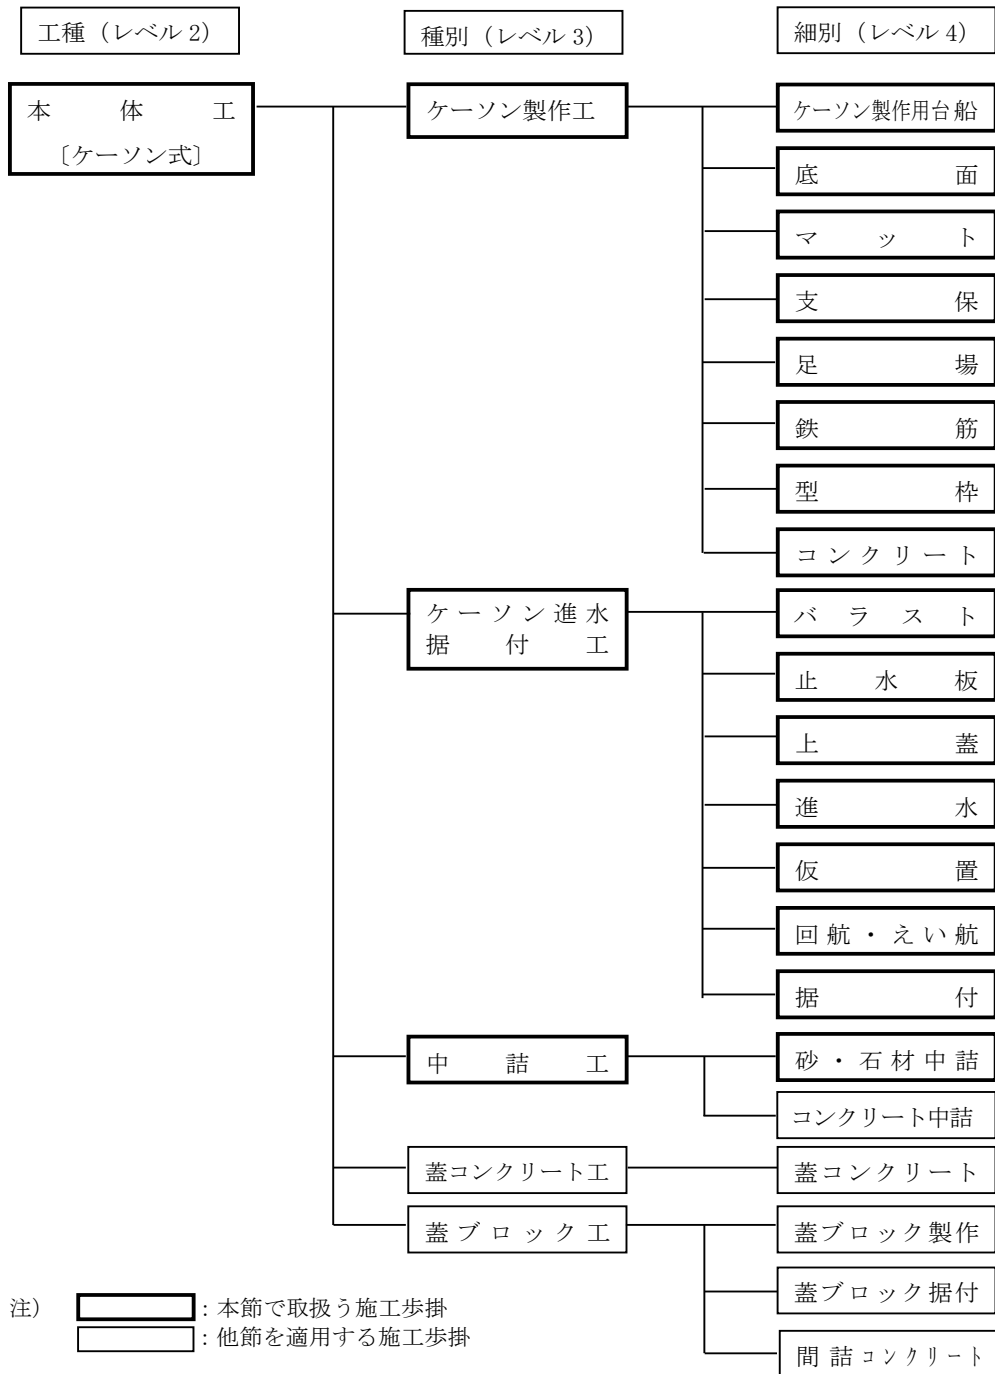 工種（レベル 2）
種別（レベル 3）
細別（レベル 4）
本体工
〔ケーソン式〕
ケーソン製作工
ケーソン製作用台船
底面
マット
支保
足場
鉄筋
型枠
コンクリート
ケーソン進水
据付工
バラスト
止水板
上蓋
進水
仮置
回航・えい航
据付
中詰工
砂・石材中詰
コンクリート中詰
蓋コンクリート工
蓋コンクリート
蓋ブロック工
蓋ブロック製作
蓋ブロック据付
間詰コンクリート
注）
：本節で取扱う施工歩掛
：他節を適用する施工歩掛